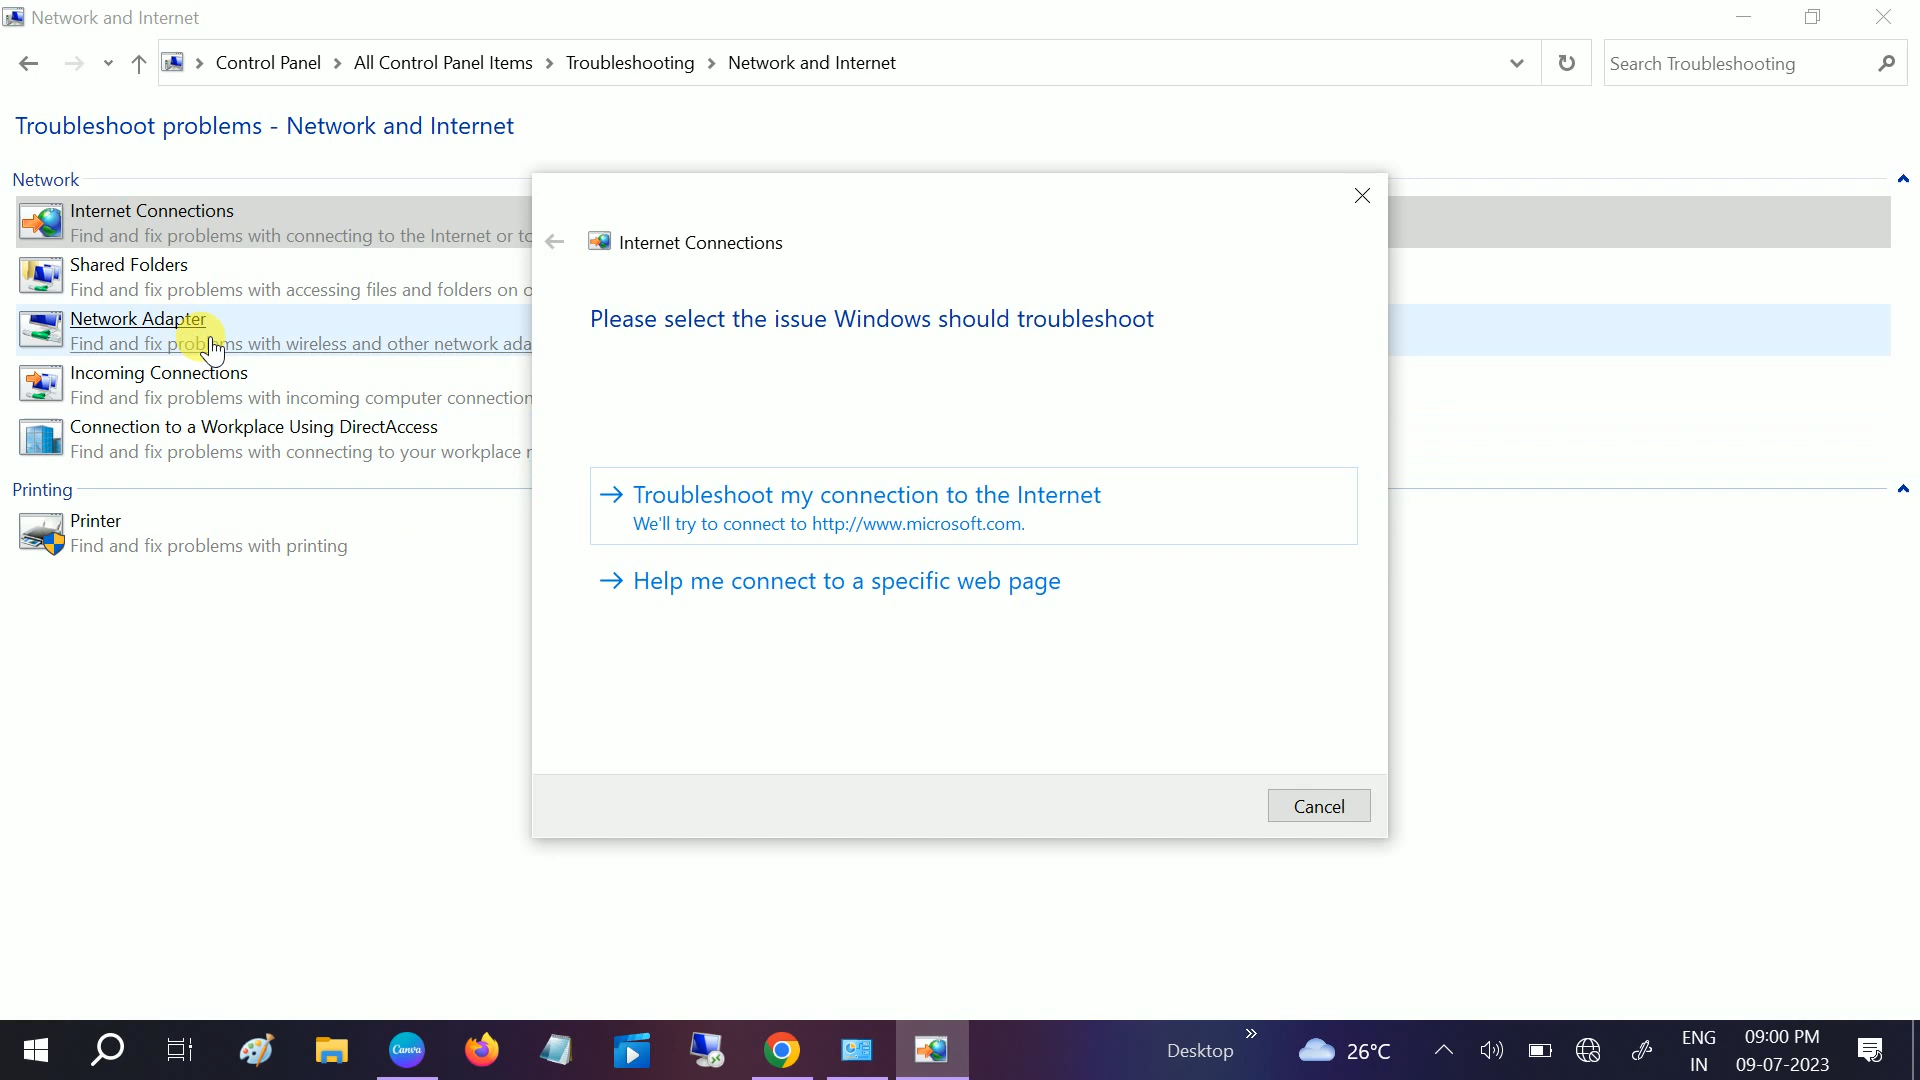 Network and Internet
Control Panel > All Control Panel Items > Troubleshooting > Network and Internet
Search Troubleshooting
Troubleshoot problems - Network and Internet
Network
Internet Connections
Find and fix problems with connecting to the Internet or to
Shared Folders
Find and fix problems with accessing files and folders on o
Network Adapter
Find and fix problems with wireless and other network ada
Incoming Connections
Find and fix problems with incoming computer connection
Connection to a Workplace Using DirectAccess
Find and fix problems with connecting to your workplace n
Printing
Printer
Find and fix problems with printing
Internet Connections
Please select the issue Windows should troubleshoot
Troubleshoot my connection to the Internet
We'll try to connect to http://www.microsoft.com.
Help me connect to a specific web page
Cancel
Canva
Desktop
26°C
ENG
IN
09:00 PM
09-07-2023